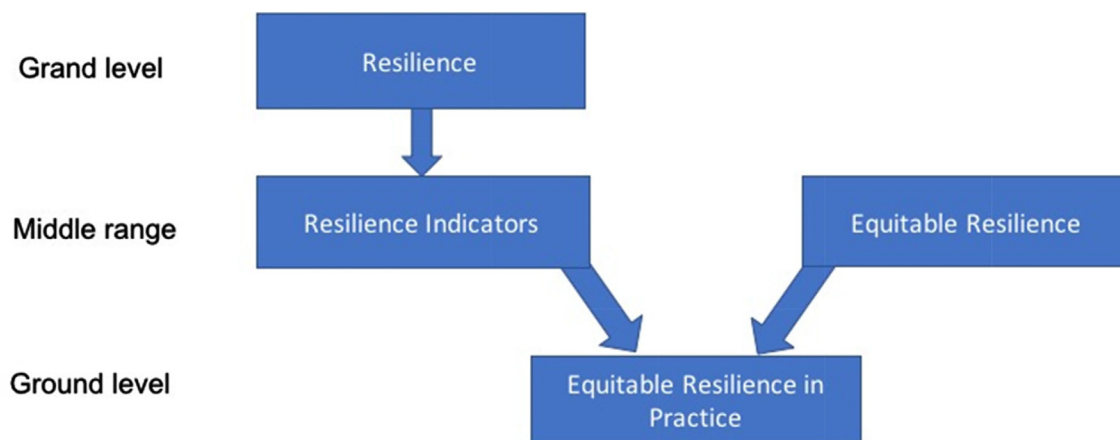 Grand level
Resilience
Middle range
Resilience Indicators
Equitable Resilience
Ground level
Equitable Resilience in
Practice